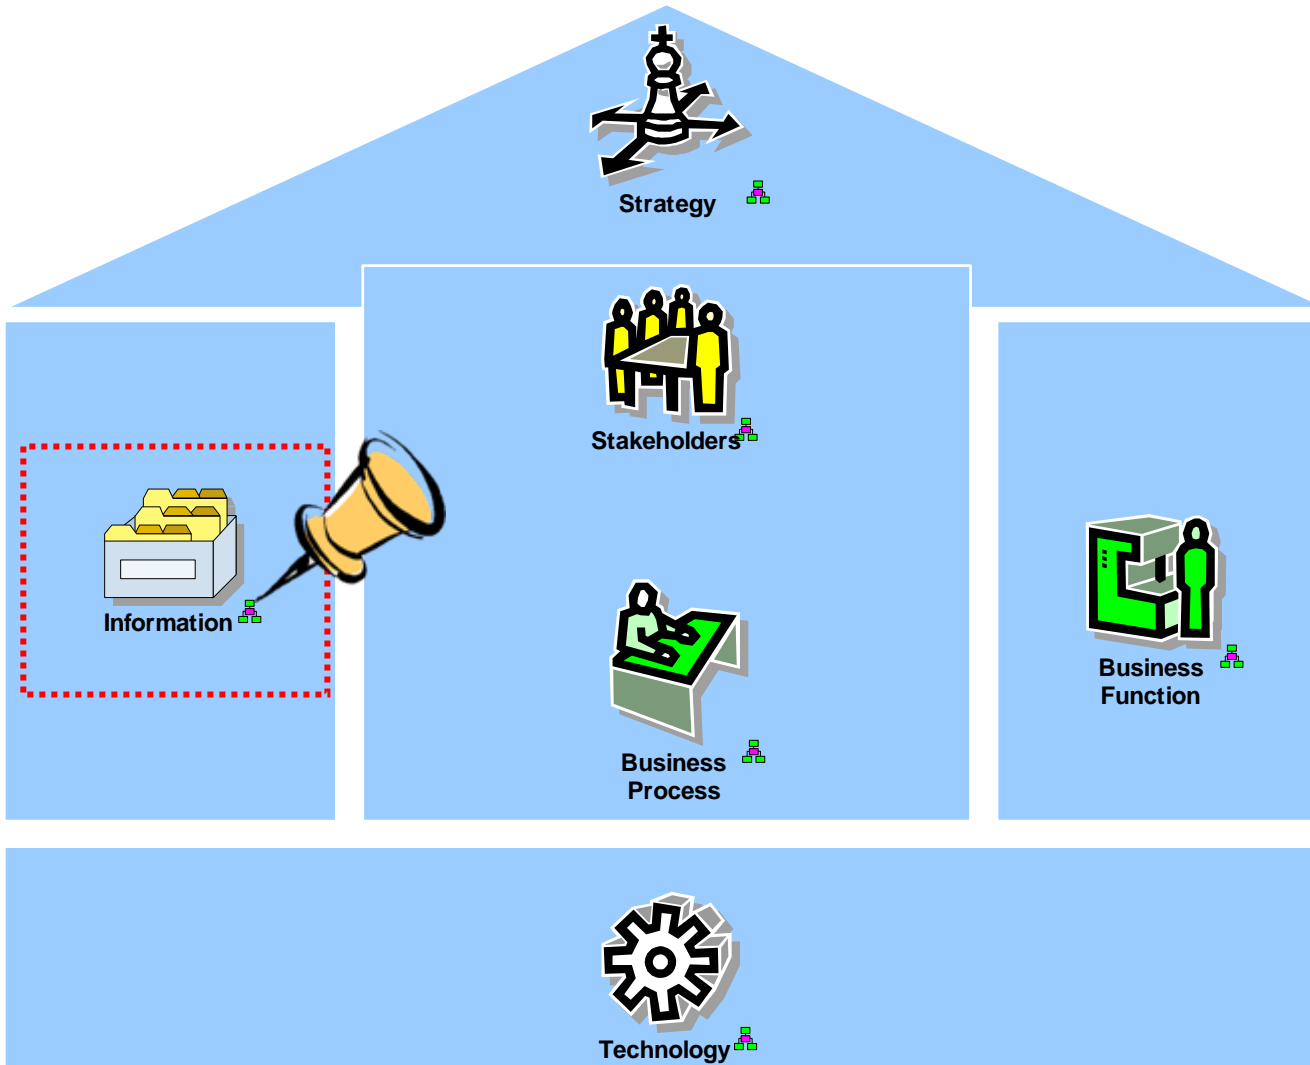 Strategy
Stakeholders
Information
Business
Function
Business
Process
Technology